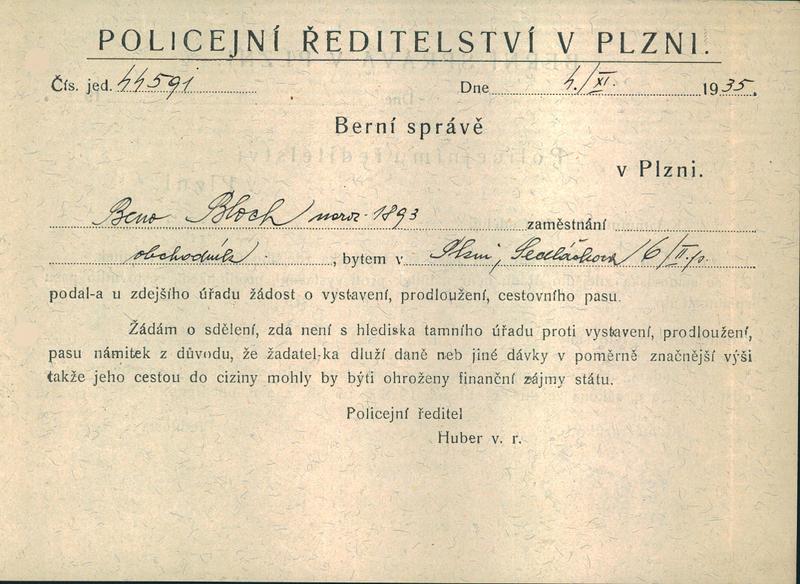 POLICEJNÍ ŘEDITELSTVÍ V PLZNI.
Čís. jed. 44591 Dne 4./XI. 1935.
Berní správě
v Plzni.
Beno Bloch naroz. 1893 zaměstnání
obchodník, bytem v Plzni, Sedláčkova 6/II.p.
podal-a u zdejšího úřadu žádost o vystavení, prodloužení, cestovního pasu.
Žádám o sdělení, zda není s hlediska tamního úřadu proti vystavení, prodloužení,
pasu námitek z důvodu, že žadatel-ka dluží daně neb jiné dávky v poměrně značnější výši
takže jeho cestou do ciziny mohly by býti ohroženy finanční zájmy státu.
Policejní ředitel
Huber v. r.